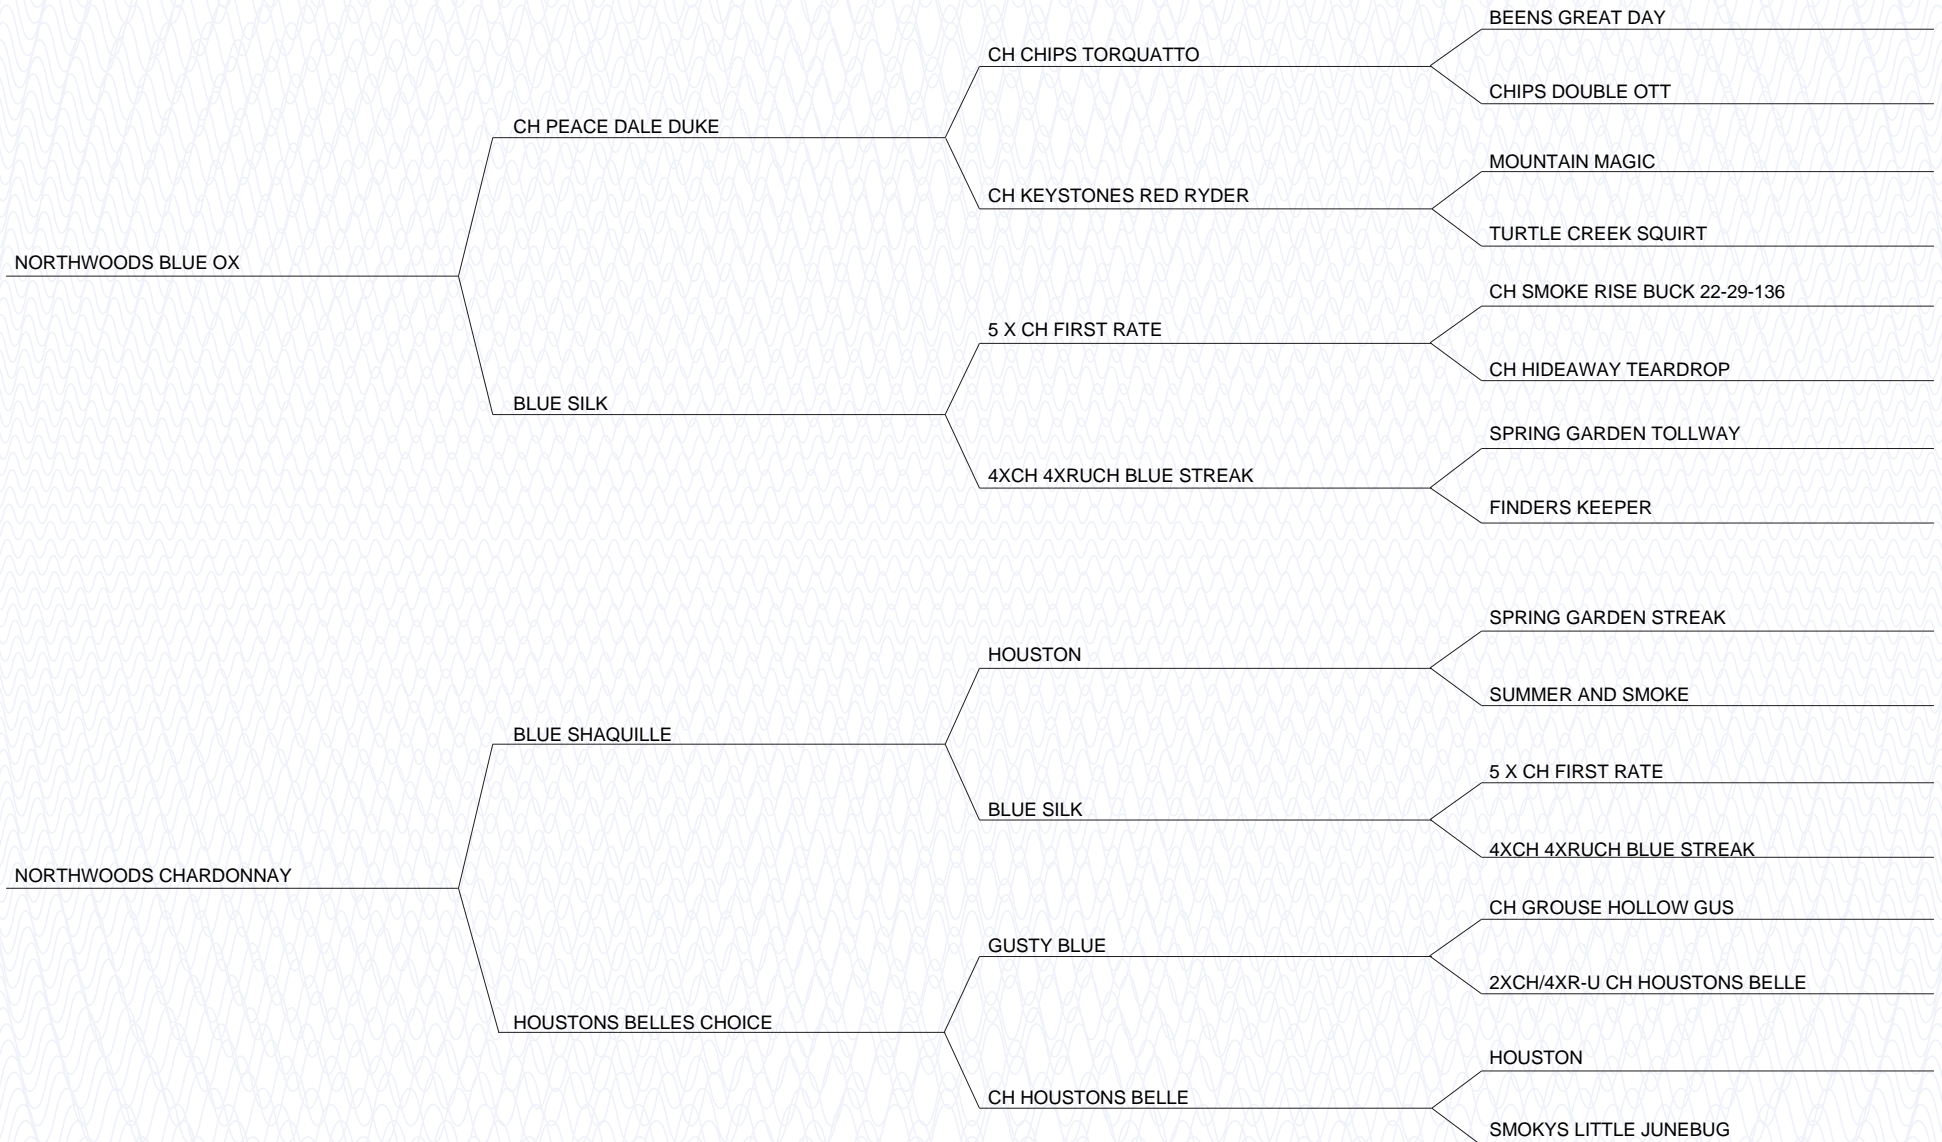 BEENS GREAT DAY
CH CHIPS TORQUATTO
CHIPS DOUBLE OTT
CH PEACE DALE DUKE
MOUNTAIN MAGIC
CH KEYSTONES RED RYDER
TURTLE CREEK SQUIRT
NORTHWOODS BLUE OX
CH SMOKE RISE BUCK 22-29-136
5 X CH FIRST RATE
CH HIDEAWAY TEARDROP
BLUE SILK
SPRING GARDEN TOLLWAY
4XCH 4XRUCH BLUE STREAK
FINDERS KEEPER
SPRING GARDEN STREAK
HOUSTON
SUMMER AND SMOKE
BLUE SHAQUILLE
5 X CH FIRST RATE
BLUE SILK
4XCH 4XRUCH BLUE STREAK
NORTHWOODS CHARDONNAY
CH GROUSE HOLLOW GUS
GUSTY BLUE
2XCH/4XR-U CH HOUSTONS BELLE
HOUSTONS BELLES CHOICE
HOUSTON
CH HOUSTONS BELLE
SMOKYS LITTLE JUNEBUG